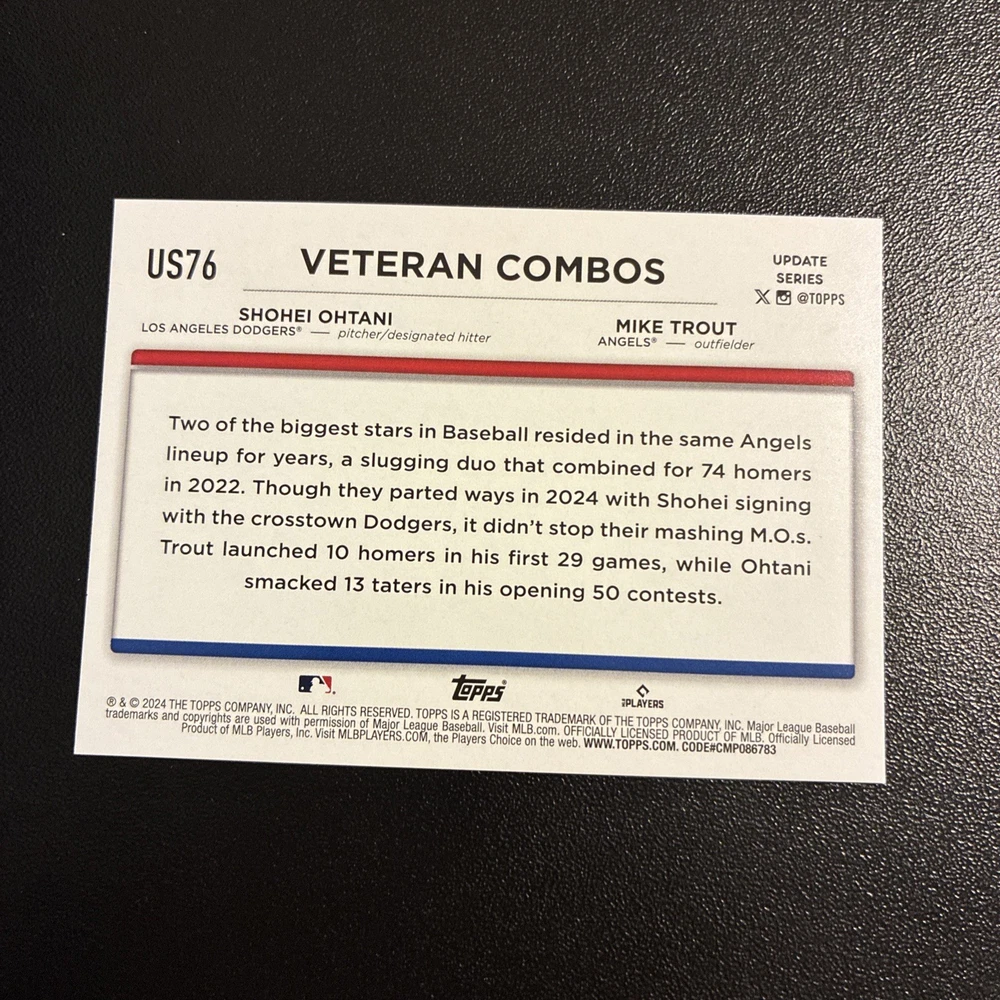 US76
VETERAN COMBOS
UPDATE
SERIES
@TOPPS
SHOHEI OHTANI
LOS ANGELES DODGERS® — pitcher/designated hitter
MIKE TROUT
ANGELS® — outfielder
Two of the biggest stars in Baseball resided in the same Angels
lineup for years, a slugging duo that combined for 74 homers
in 2022. Though they parted ways in 2024 with Shohei signing
with the crosstown Dodgers, it didn't stop their mashing M.O.s.
Trout launched 10 homers in his first 29 games, while Ohtani
smacked 13 taters in his opening 50 contests.
topps®
PLAYERS
® & © 2024 THE TOPPS COMPANY, INC. ALL RIGHTS RESERVED. TOPPS IS A REGISTERED TRADEMARK OF THE TOPPS COMPANY, INC. Major League Baseball
trademarks and copyrights are used with permission of Major League Baseball. Visit MLB.com. OFFICIALLY LICENSED PRODUCT OF MLB. Officially Licensed
Product of MLB Players, Inc. Visit MLBPLAYERS.COM, the Players Choice on the web. WWW.TOPPS.COM. CODE#CMP086783